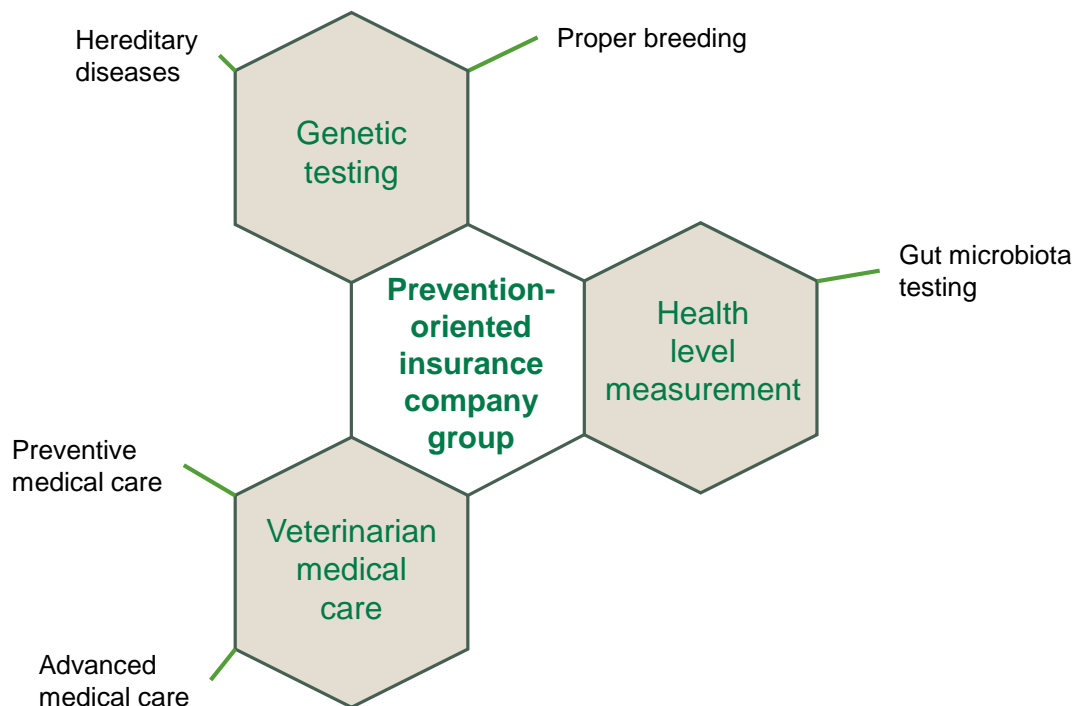 Hereditary
diseases
Proper breeding
Genetic
testing
Gut microbiota
testing
Prevention-
oriented
insurance
company
group
Health
level
measurement
Preventive
medical care
Veterinarian
medical
care
Advanced
medical care